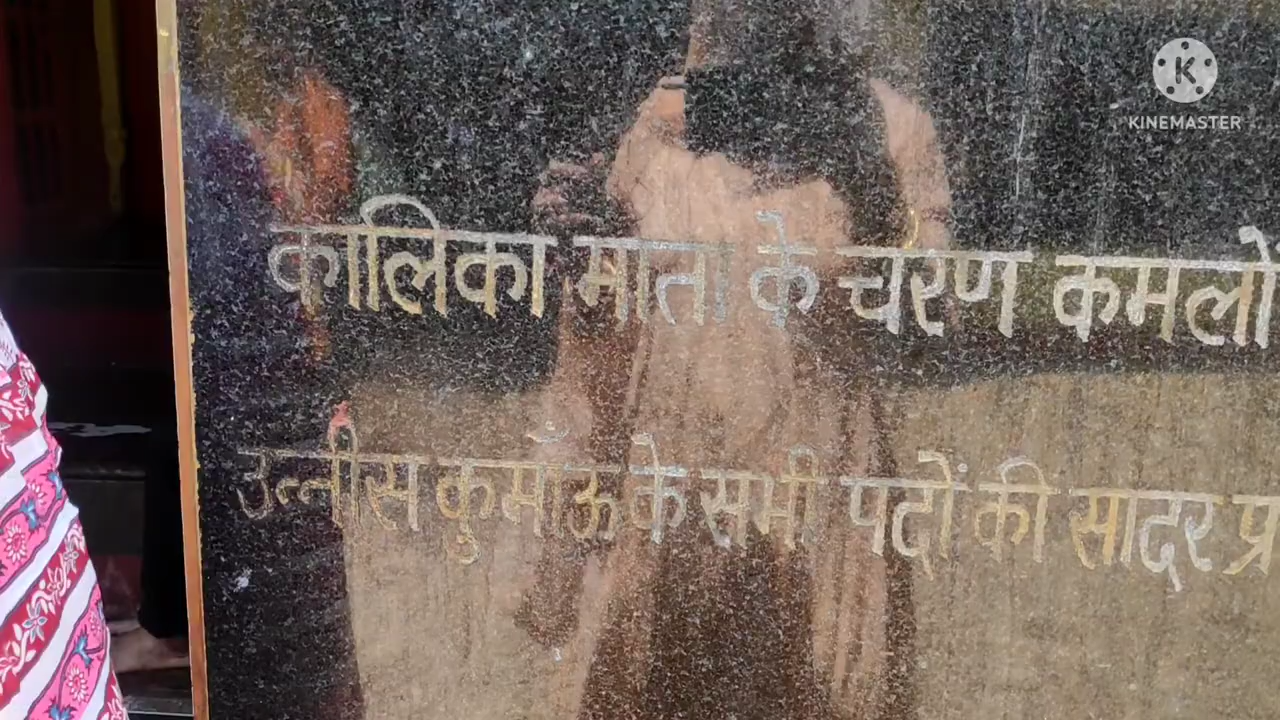 KINEMASTER
कालिका माता के चरण कमलो
उन्नीस कुमाँऊ के सभी पदों की सादर प्र